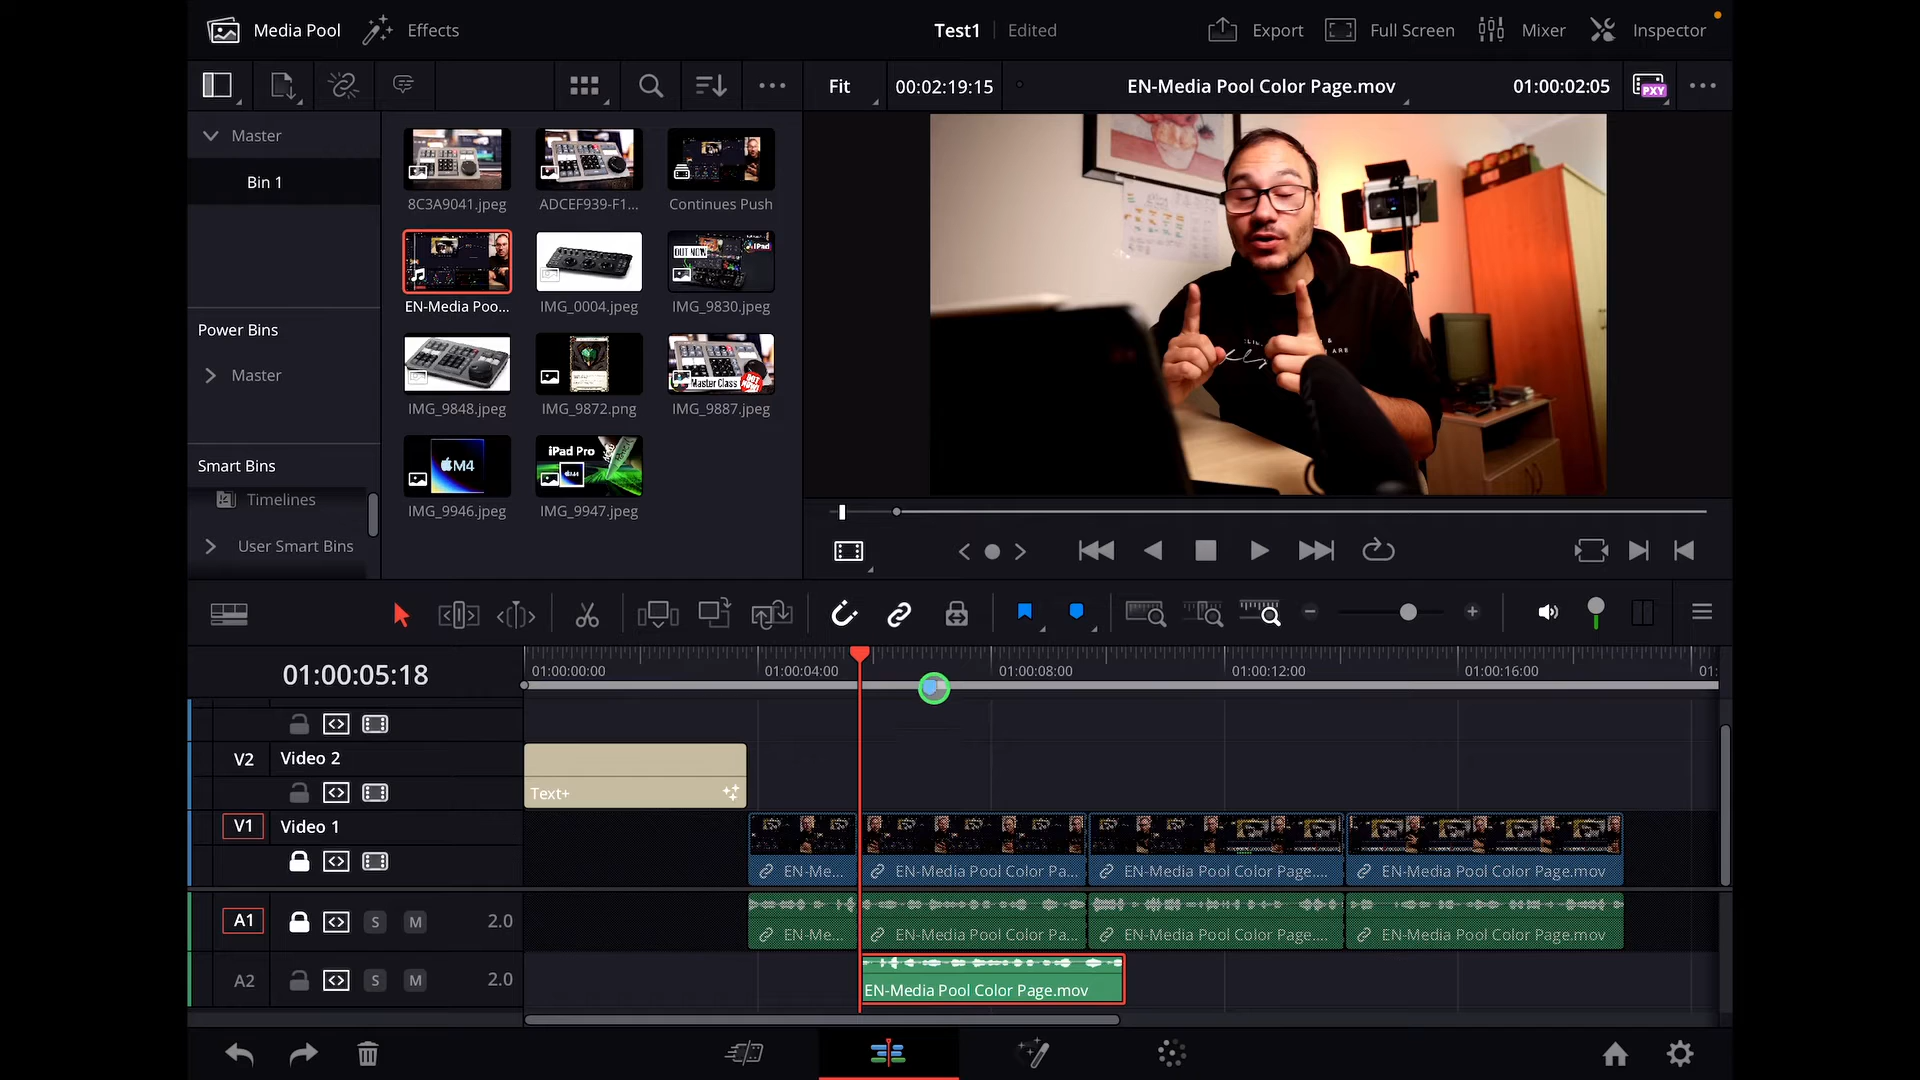 Media Pool
Effects
Test1
Edited
Export
Full Screen
Mixer
Inspector
Fit
00:02:19:15
EN-Media Pool Color Page.mov
01:00:02:05
PXY
Master
Bin 1
8C3A9041.jpeg
ADCEF939-F1...
Continues Push
EN-Media Poo...
IMG_0004.jpeg
OUT NOW
iPad
IMG_9830.jpeg
Power Bins
Master
IMG_9848.jpeg
IMG_9872.png
Master Class
IMG_9887.jpeg
Smart Bins
Timelines
User Smart Bins
M4
IMG_9946.jpeg
iPad Pro
IMG_9947.jpeg
01:00:05:18
01:00:00:00
01:00:04:00
01:00:08:00
01:00:12:00
01:00:16:00
01:
V2
Video 2
Text+
V1
Video 1
EN-Me...
EN-Media Pool Color Pa...
EN-Media Pool Color Page....
EN-Media Pool Color Page.mov
A1
S
M
2.0
EN-Me...
EN-Media Pool Color Pa...
EN-Media Pool Color Page....
EN-Media Pool Color Page.mov
A2
S
M
2.0
EN-Media Pool Color Page.mov